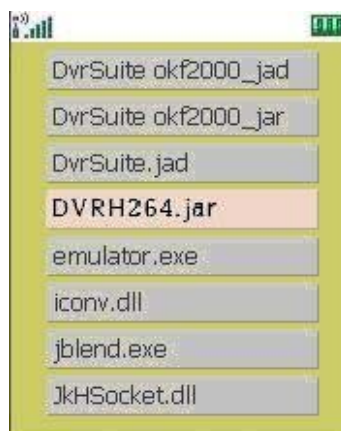 DvrSuite okf2000_jad
DvrSuite okf2000_jar
DvrSuite.jad
DVRH264.jar
emulator.exe
iconv.dll
jblend.exe
JkHSocket.dll